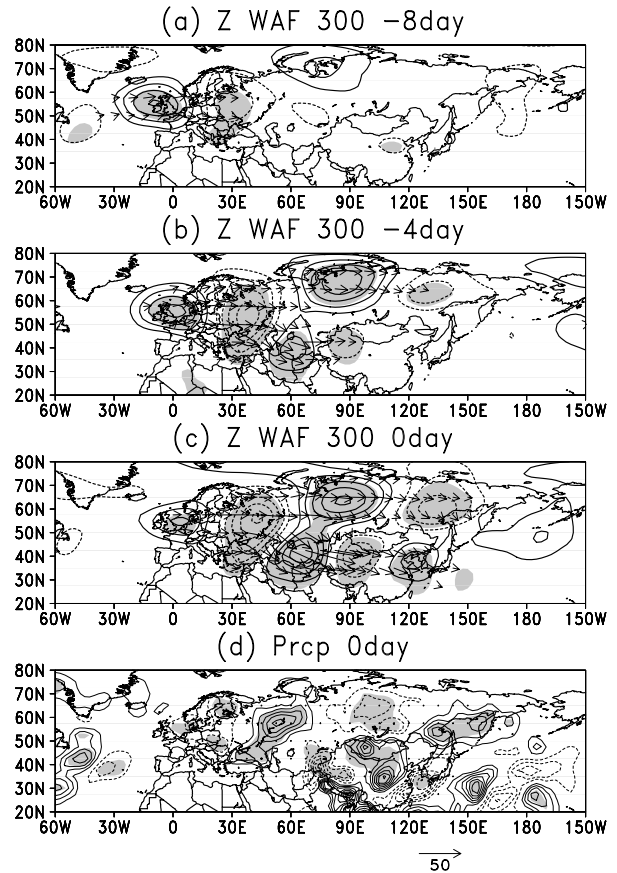 (a) Z WAF 300 −8day
80N
70N
60N
50N
40N
30N
20N
60W 30W 0 30E 60E 90E 120E 150E 180 150W
(b) Z WAF 300 −4day
80N
70N
60N
50N
40N
30N
20N
60W 30W 0 30E 60E 90E 120E 150E 180 150W
(c) Z WAF 300 0day
80N
70N
60N
50N
40N
30N
20N
60W 30W 0 30E 60E 90E 120E 150E 180 150W
(d) Prcp 0day
80N
70N
60N
50N
40N
30N
20N
60W 30W 0 30E 60E 90E 120E 150E 180 150W
50